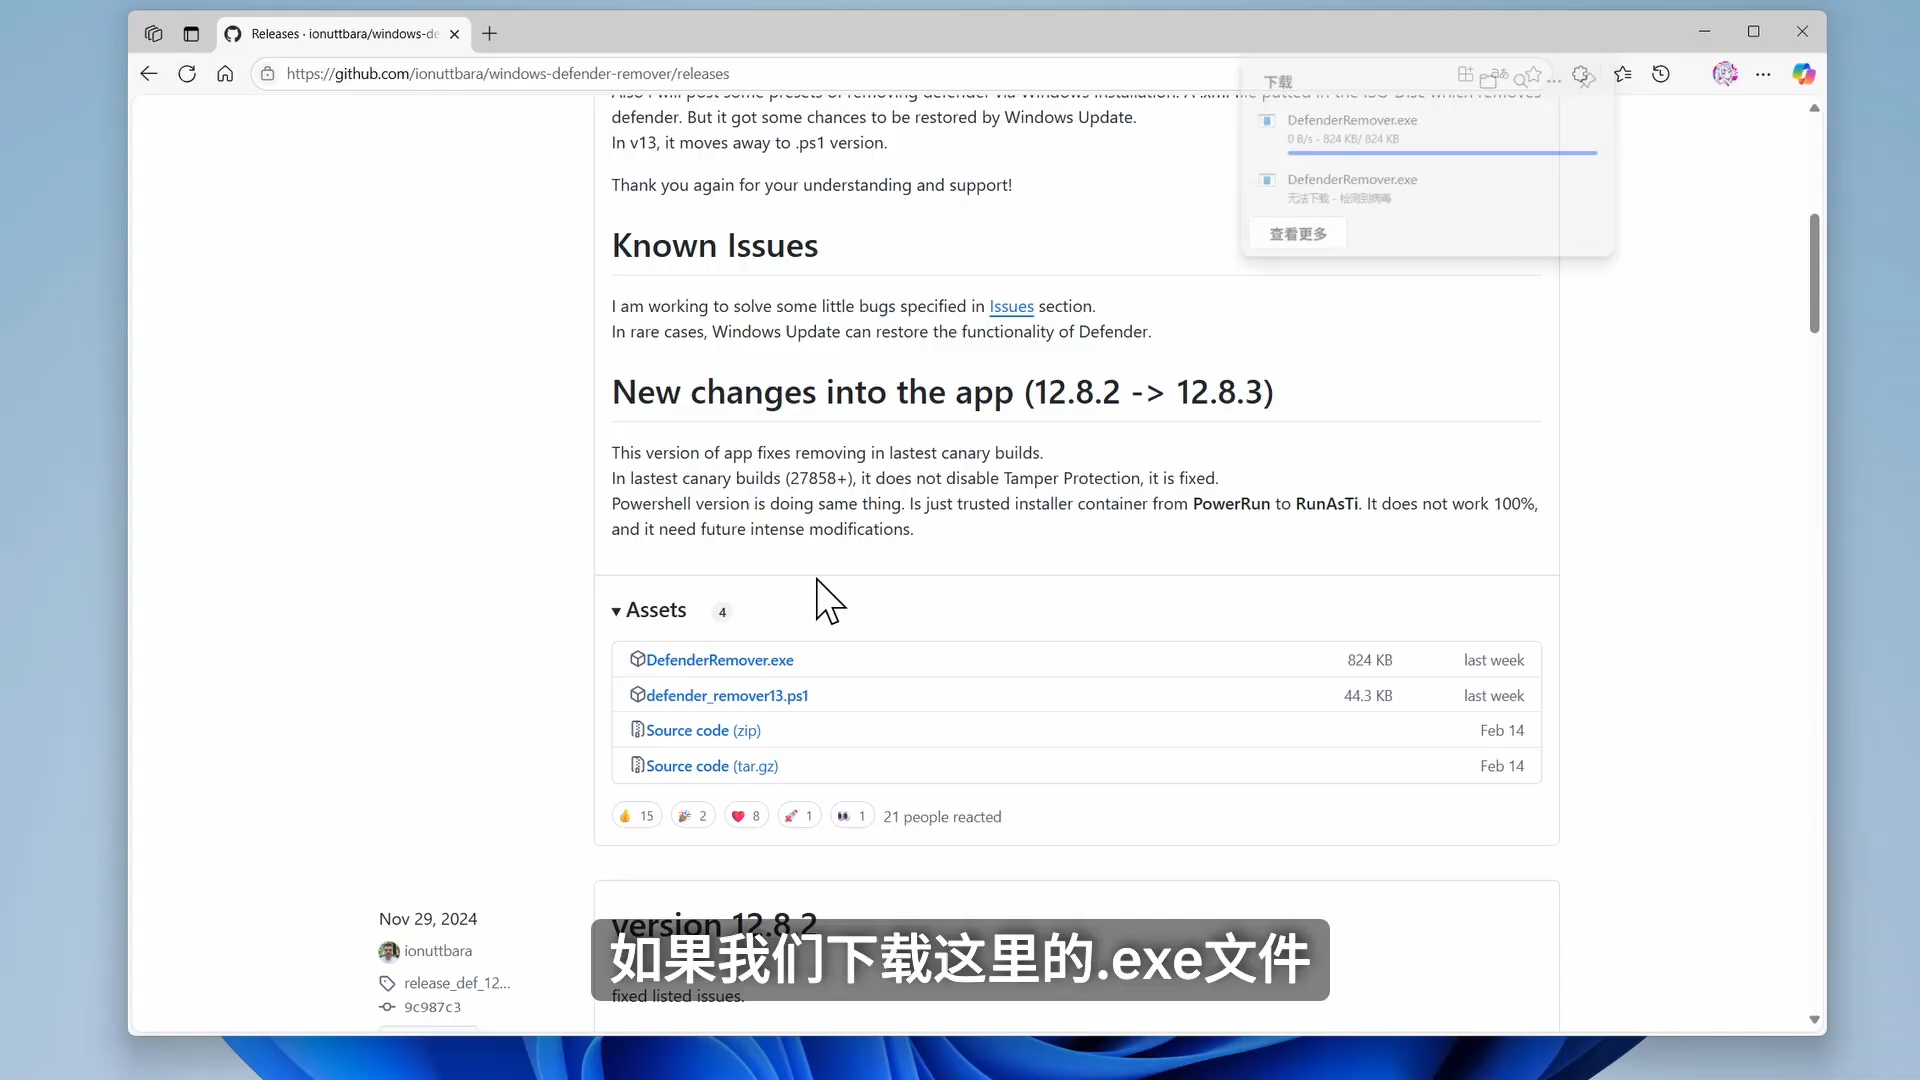 Releases · ionuttbara/windows-de
https://github.com/ionuttbara/windows-defender-remover/releases
下载
DefenderRemover.exe
0 B/s - 824 KB/ 824 KB
DefenderRemover.exe
无法下载 - 检测到病毒
查看更多
defender. But it got some chances to be restored by Windows Update.
In v13, it moves away to .ps1 version.
Thank you again for your understanding and support!
Known Issues
I am working to solve some little bugs specified in Issues section.
In rare cases, Windows Update can restore the functionality of Defender.
New changes into the app (12.8.2 -> 12.8.3)
This version of app fixes removing in lastest canary builds.
In lastest canary builds (27858+), it does not disable Tamper Protection, it is fixed.
Powershell version is doing same thing. Is just trusted installer container from PowerRun to RunAsTi. It does not work 100%,
and it need future intense modifications.
Assets 4
DefenderRemover.exe 824 KB last week
defender_remover13.ps1 44.3 KB last week
Source code (zip) Feb 14
Source code (tar.gz) Feb 14
15 2 8 1 1 21 people reacted
Nov 29, 2024
ionuttbara
release_def_12...
9c987c3
version 12.8.2
如果我们下载这里的.exe文件
fixed listed issues.